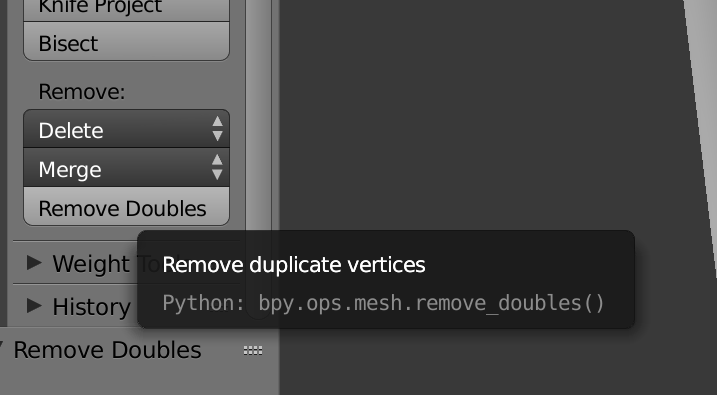 Knife Project
Bisect
Remove:
Delete
Merge
Remove Doubles
Weight
Remove duplicate vertices
History
Python: bpy.ops.mesh.remove_doubles()
Remove Doubles